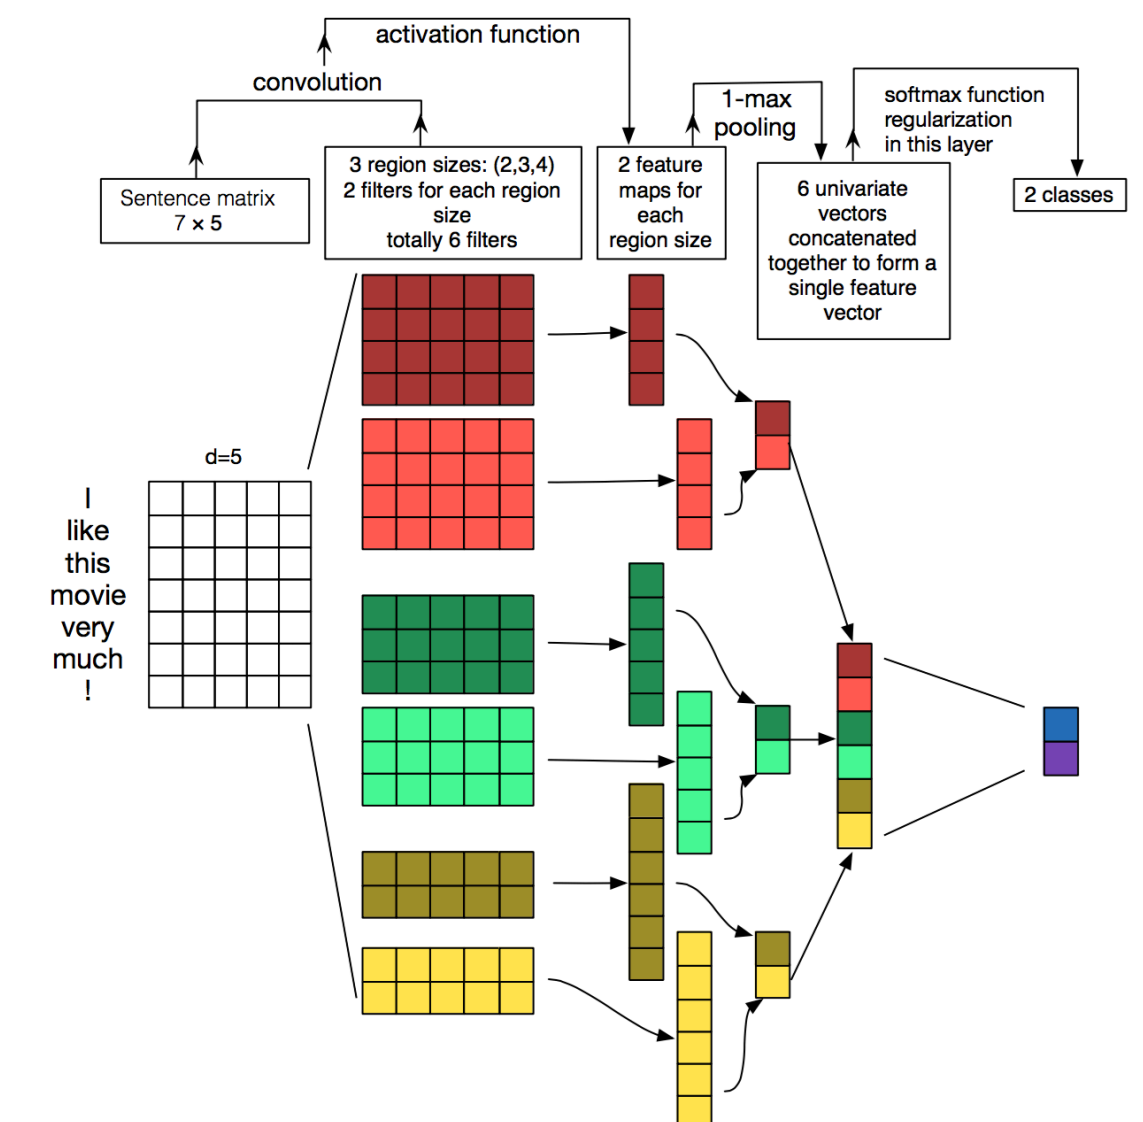 activation function
convolution
1-max
pooling
softmax function
regularization
in this layer
Sentence matrix
7 × 5
3 region sizes: (2,3,4)
2 filters for each region
size
totally 6 filters
2 feature
maps for
each
region size
6 univariate
vectors
concatenated
together to form a
single feature
vector
2 classes
d=5
I
like
this
movie
very
much
!